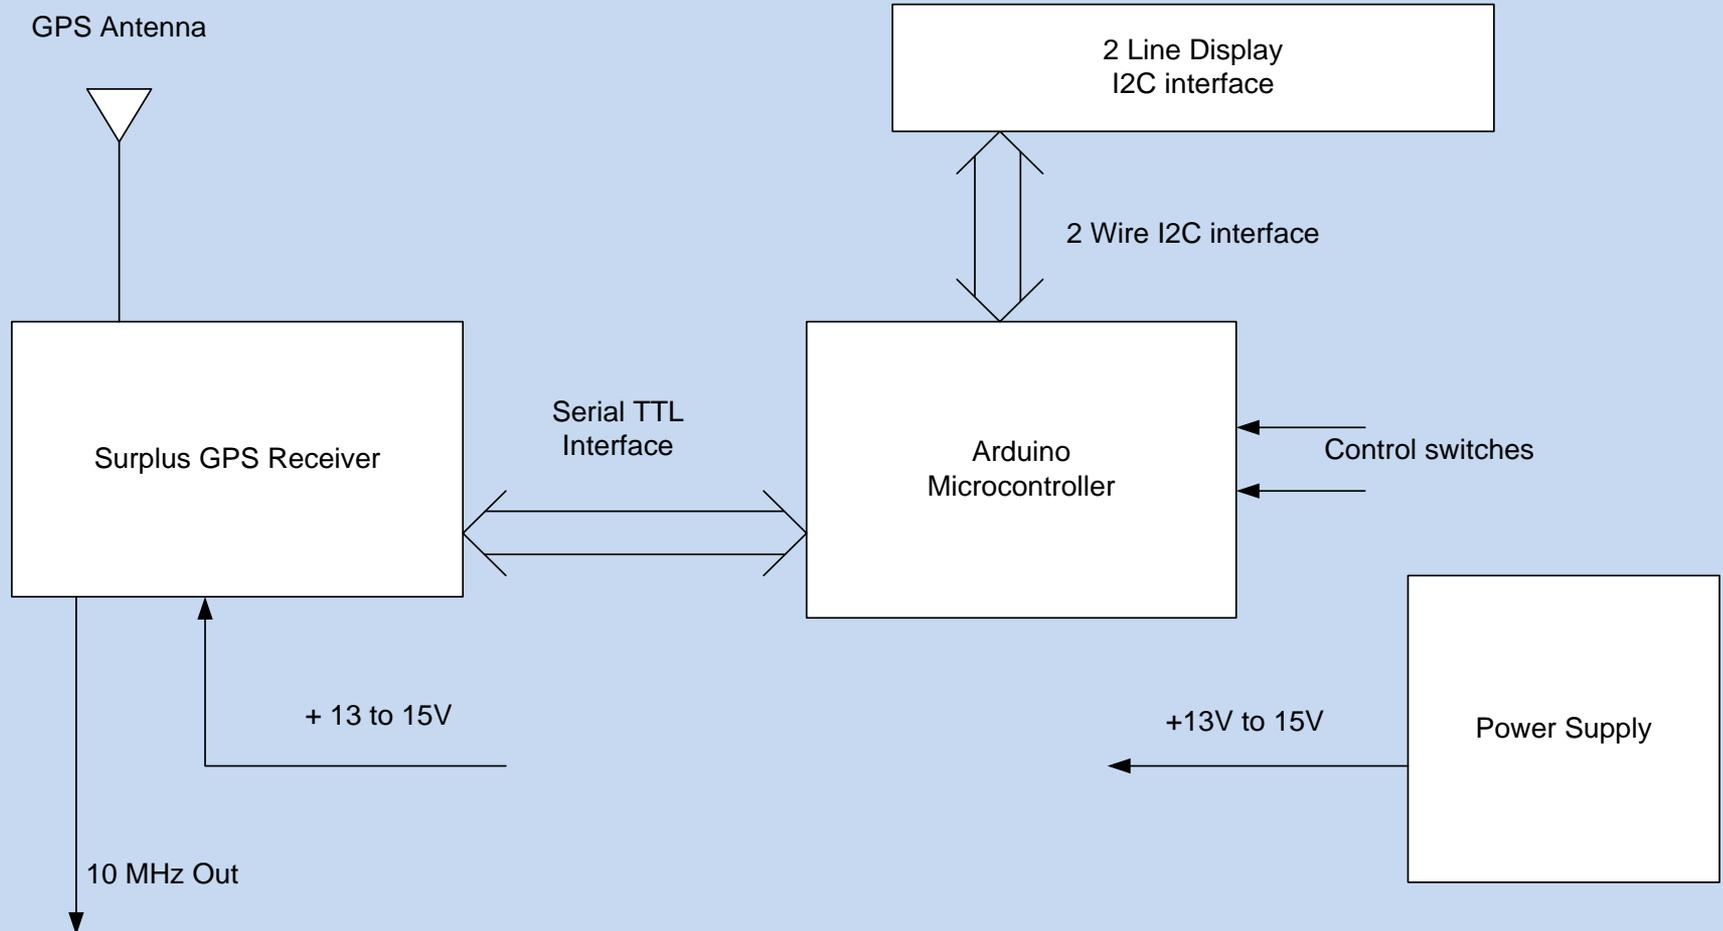 GPS Antenna
2 Line Display
I2C interface
2 Wire I2C interface
Surplus GPS Receiver
Serial TTL
Interface
Arduino
Microcontroller
Control switches
+ 13 to 15V
+13V to 15V
Power Supply
10 MHz Out